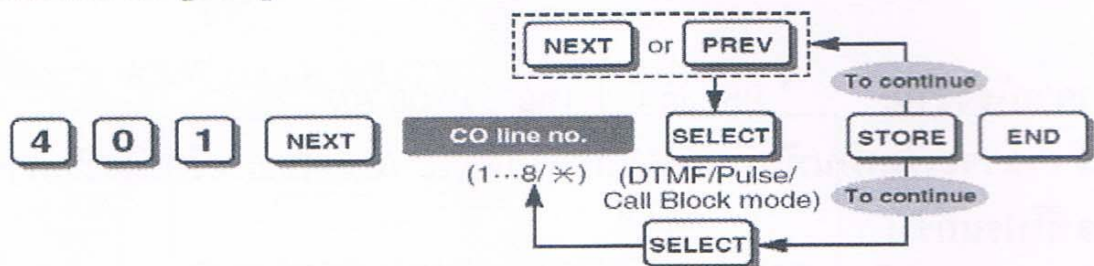 NEXT or PREV
To continue
4 0 1 NEXT CO line no. SELECT STORE END
(1···8/✳) (DTMF/Pulse/
Call Block mode)
To continue
SELECT